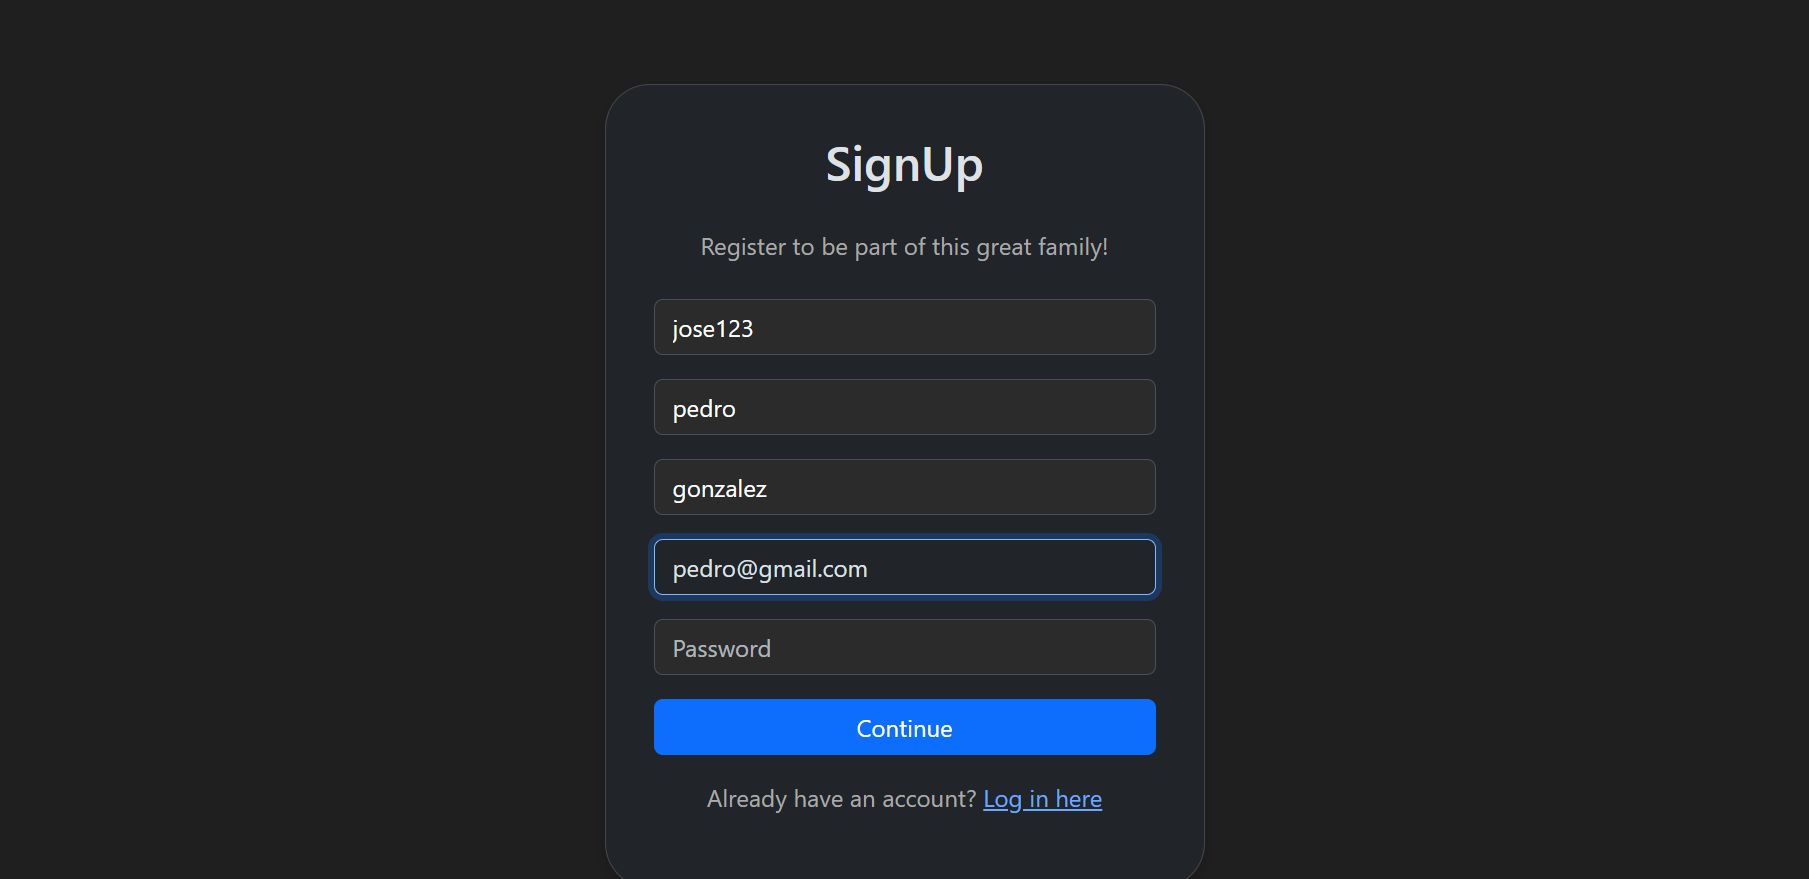 SignUp
Register to be part of this great family!
jose123
pedro
gonzalez
pedro@gmail.com
Password
Continue
Already have an account? Log in here